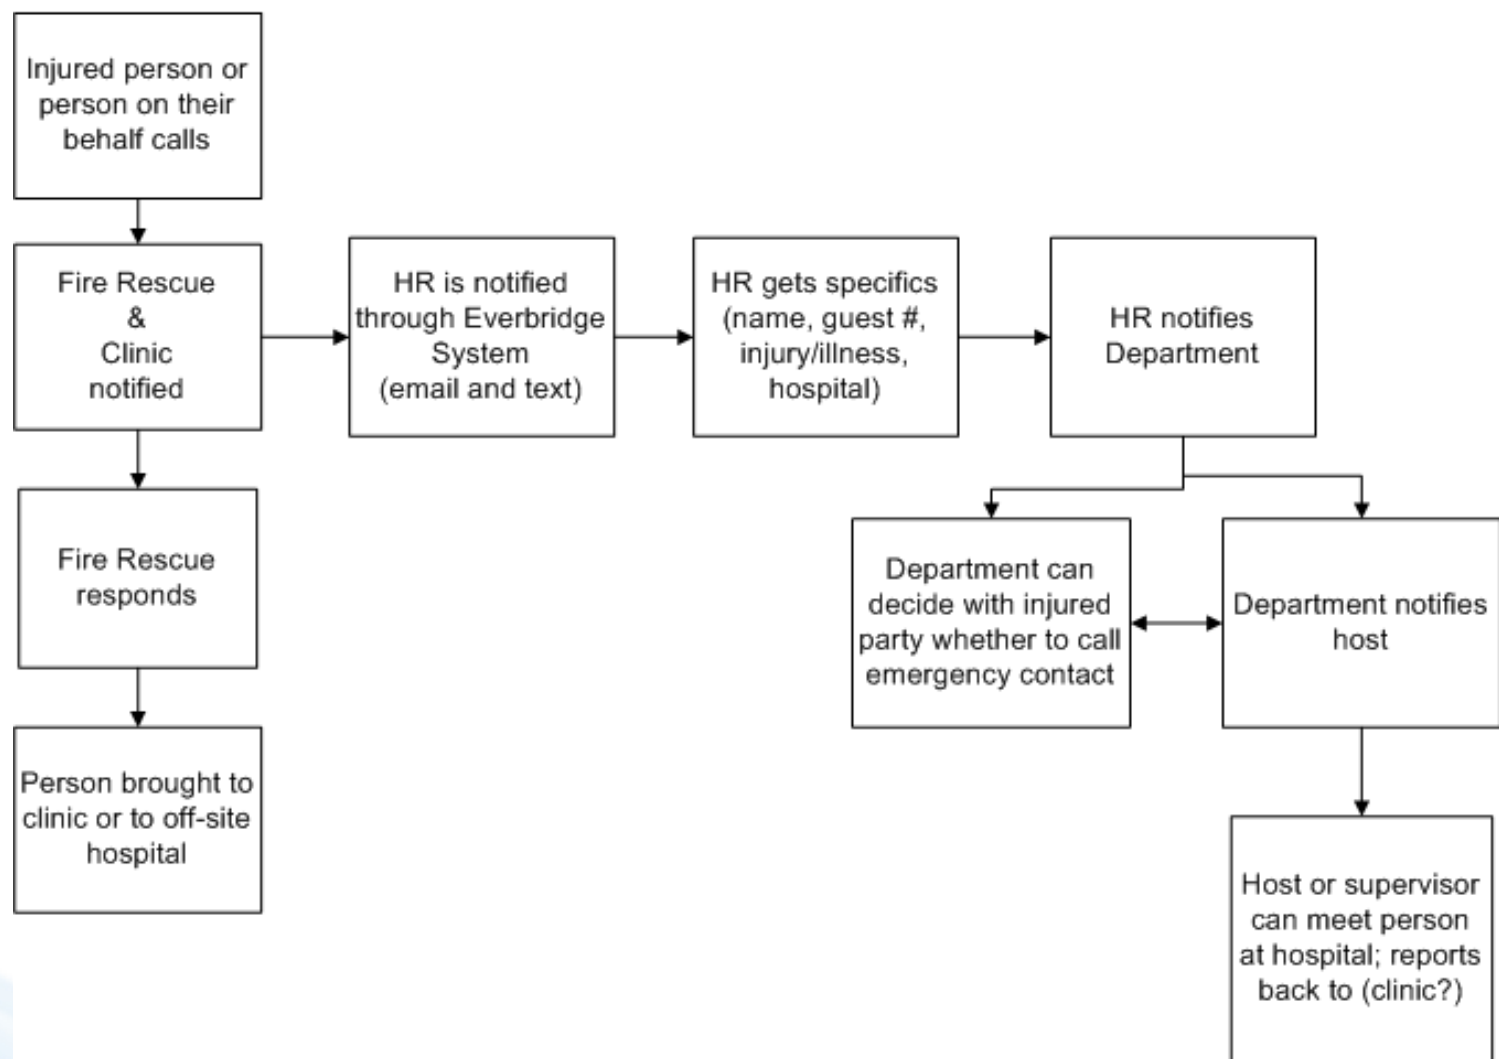 Injured person or
person on their
behalf calls
Fire Rescue
&
Clinic
notified
HR is notified
through Everbridge
System
(email and text)
HR gets specifics
(name, guest #,
injury/illness,
hospital)
HR notifies
Department
Fire Rescue
responds
Department can
decide with injured
party whether to call
emergency contact
Department notifies
host
Person brought to
clinic or to off-site
hospital
Host or supervisor
can meet person
at hospital; reports
back to (clinic?)